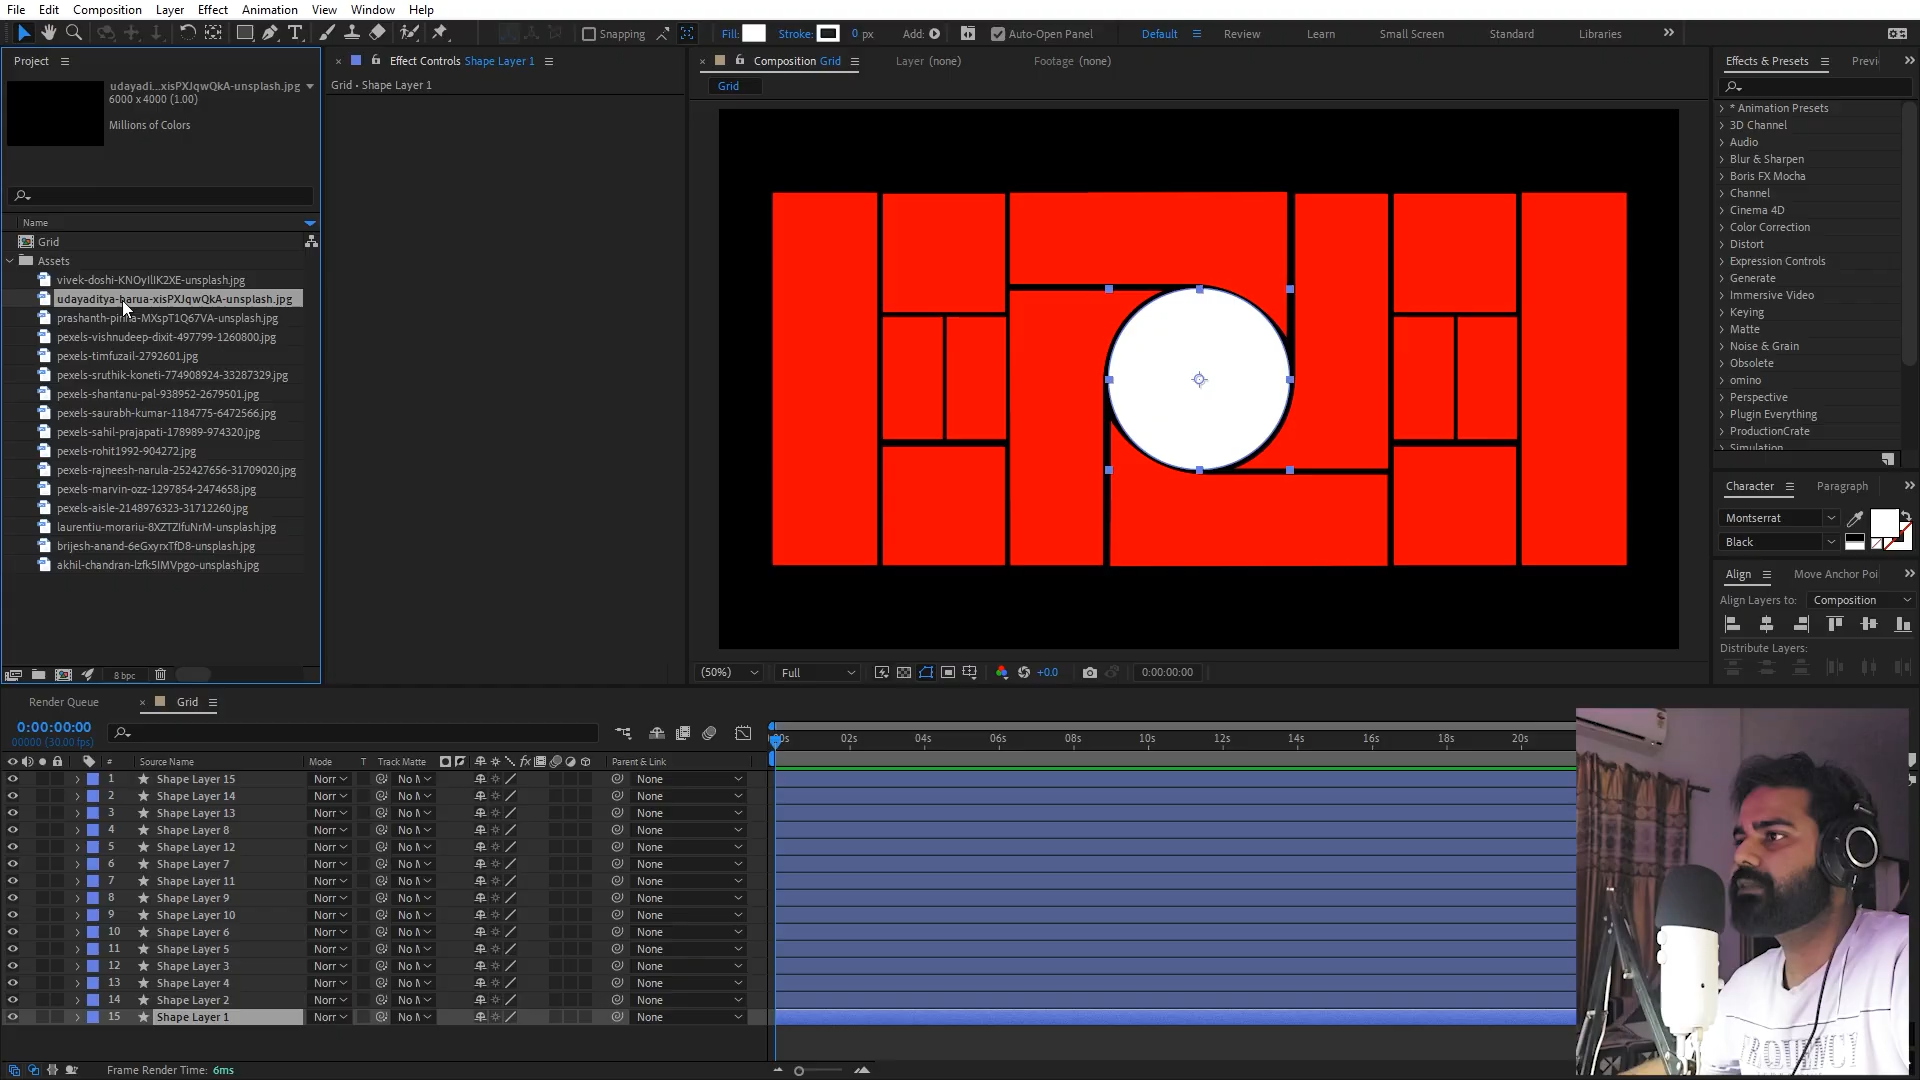 File Edit Composition Layer Effect Animation View Window Help
Snapping
Fill: Stroke: 0 px Add: Auto-Open Panel
Default Review Learn Small Screen Standard Libraries
Project
udayadi...xisPXJqwQkA-unsplash.jpg
6000 x 4000 (1.00)
Millions of Colors
Name
Grid
Assets
vivek-doshi-KNOyIlIK2XE-unsplash.jpg
udayaditya-barua-xisPXJqwQkA-unsplash.jpg
prashanth-pinha-MXspT1Q67VA-unsplash.jpg
pexels-vishnudeep-dixit-497799-1260800.jpg
pexels-timfuzail-2792601.jpg
pexels-sruthik-koneti-774908924-33287329.jpg
pexels-shantanu-pal-938952-2679501.jpg
pexels-saurabh-kumar-1184775-6472566.jpg
pexels-sahil-prajapati-178989-974320.jpg
pexels-rohit1992-904272.jpg
pexels-rajneesh-narula-252427656-31709020.jpg
pexels-marvin-ozz-1297854-2474658.jpg
pexels-aisle-2148976323-31712260.jpg
laurentiu-morariu-8XZTZIfuNrM-unsplash.jpg
brijesh-anand-6eGxyrxTfD8-unsplash.jpg
akhil-chandran-lzfk5IMVpgo-unsplash.jpg
8 bpc
Effect Controls Shape Layer 1
Grid • Shape Layer 1
Composition Grid Layer (none) Footage (none)
Grid
(50%) Full +0.0 0:00:00:00
Effects & Presets Previ
* Animation Presets
3D Channel
Audio
Blur & Sharpen
Boris FX Mocha
Channel
Cinema 4D
Color Correction
Distort
Expression Controls
Generate
Immersive Video
Keying
Matte
Noise & Grain
Obsolete
omino
Perspective
Plugin Everything
ProductionCrate
Simulation
Character Paragraph
Montserrat
Black
Align Move Anchor Poi
Align Layers to: Composition
Distribute Layers:
Render Queue Grid
0:00:00:00
00000 (30.00 fps)
# Source Name Mode T Track Matte fx Parent & Link
00s 02s 04s 06s 08s 10s 12s 14s 16s 18s 20s
1 Shape Layer 15 Norr No M None
2 Shape Layer 14 Norr No M None
3 Shape Layer 13 Norr No M None
4 Shape Layer 8 Norr No M None
5 Shape Layer 12 Norr No M None
6 Shape Layer 7 Norr No M None
7 Shape Layer 11 Norr No M None
8 Shape Layer 9 Norr No M None
9 Shape Layer 10 Norr No M None
10 Shape Layer 6 Norr No M None
11 Shape Layer 5 Norr No M None
12 Shape Layer 3 Norr No M None
13 Shape Layer 4 Norr No M None
14 Shape Layer 2 Norr No M None
15 Shape Layer 1 Norr No M None
Frame Render Time: 6ms